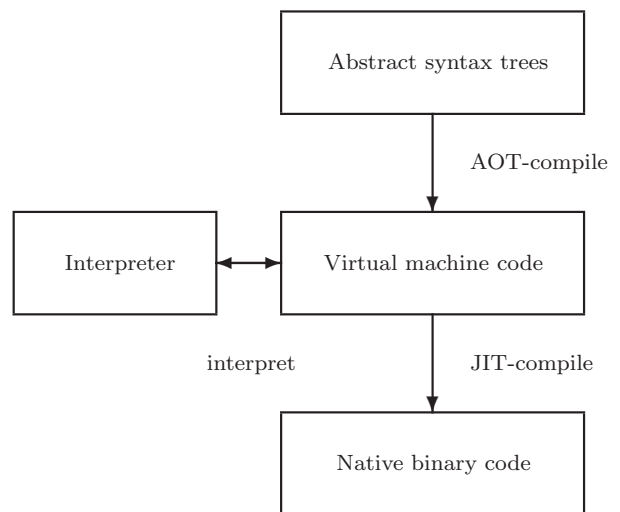 Abstract syntax trees
AOT-compile
Interpreter
Virtual machine code
interpret
JIT-compile
Native binary code